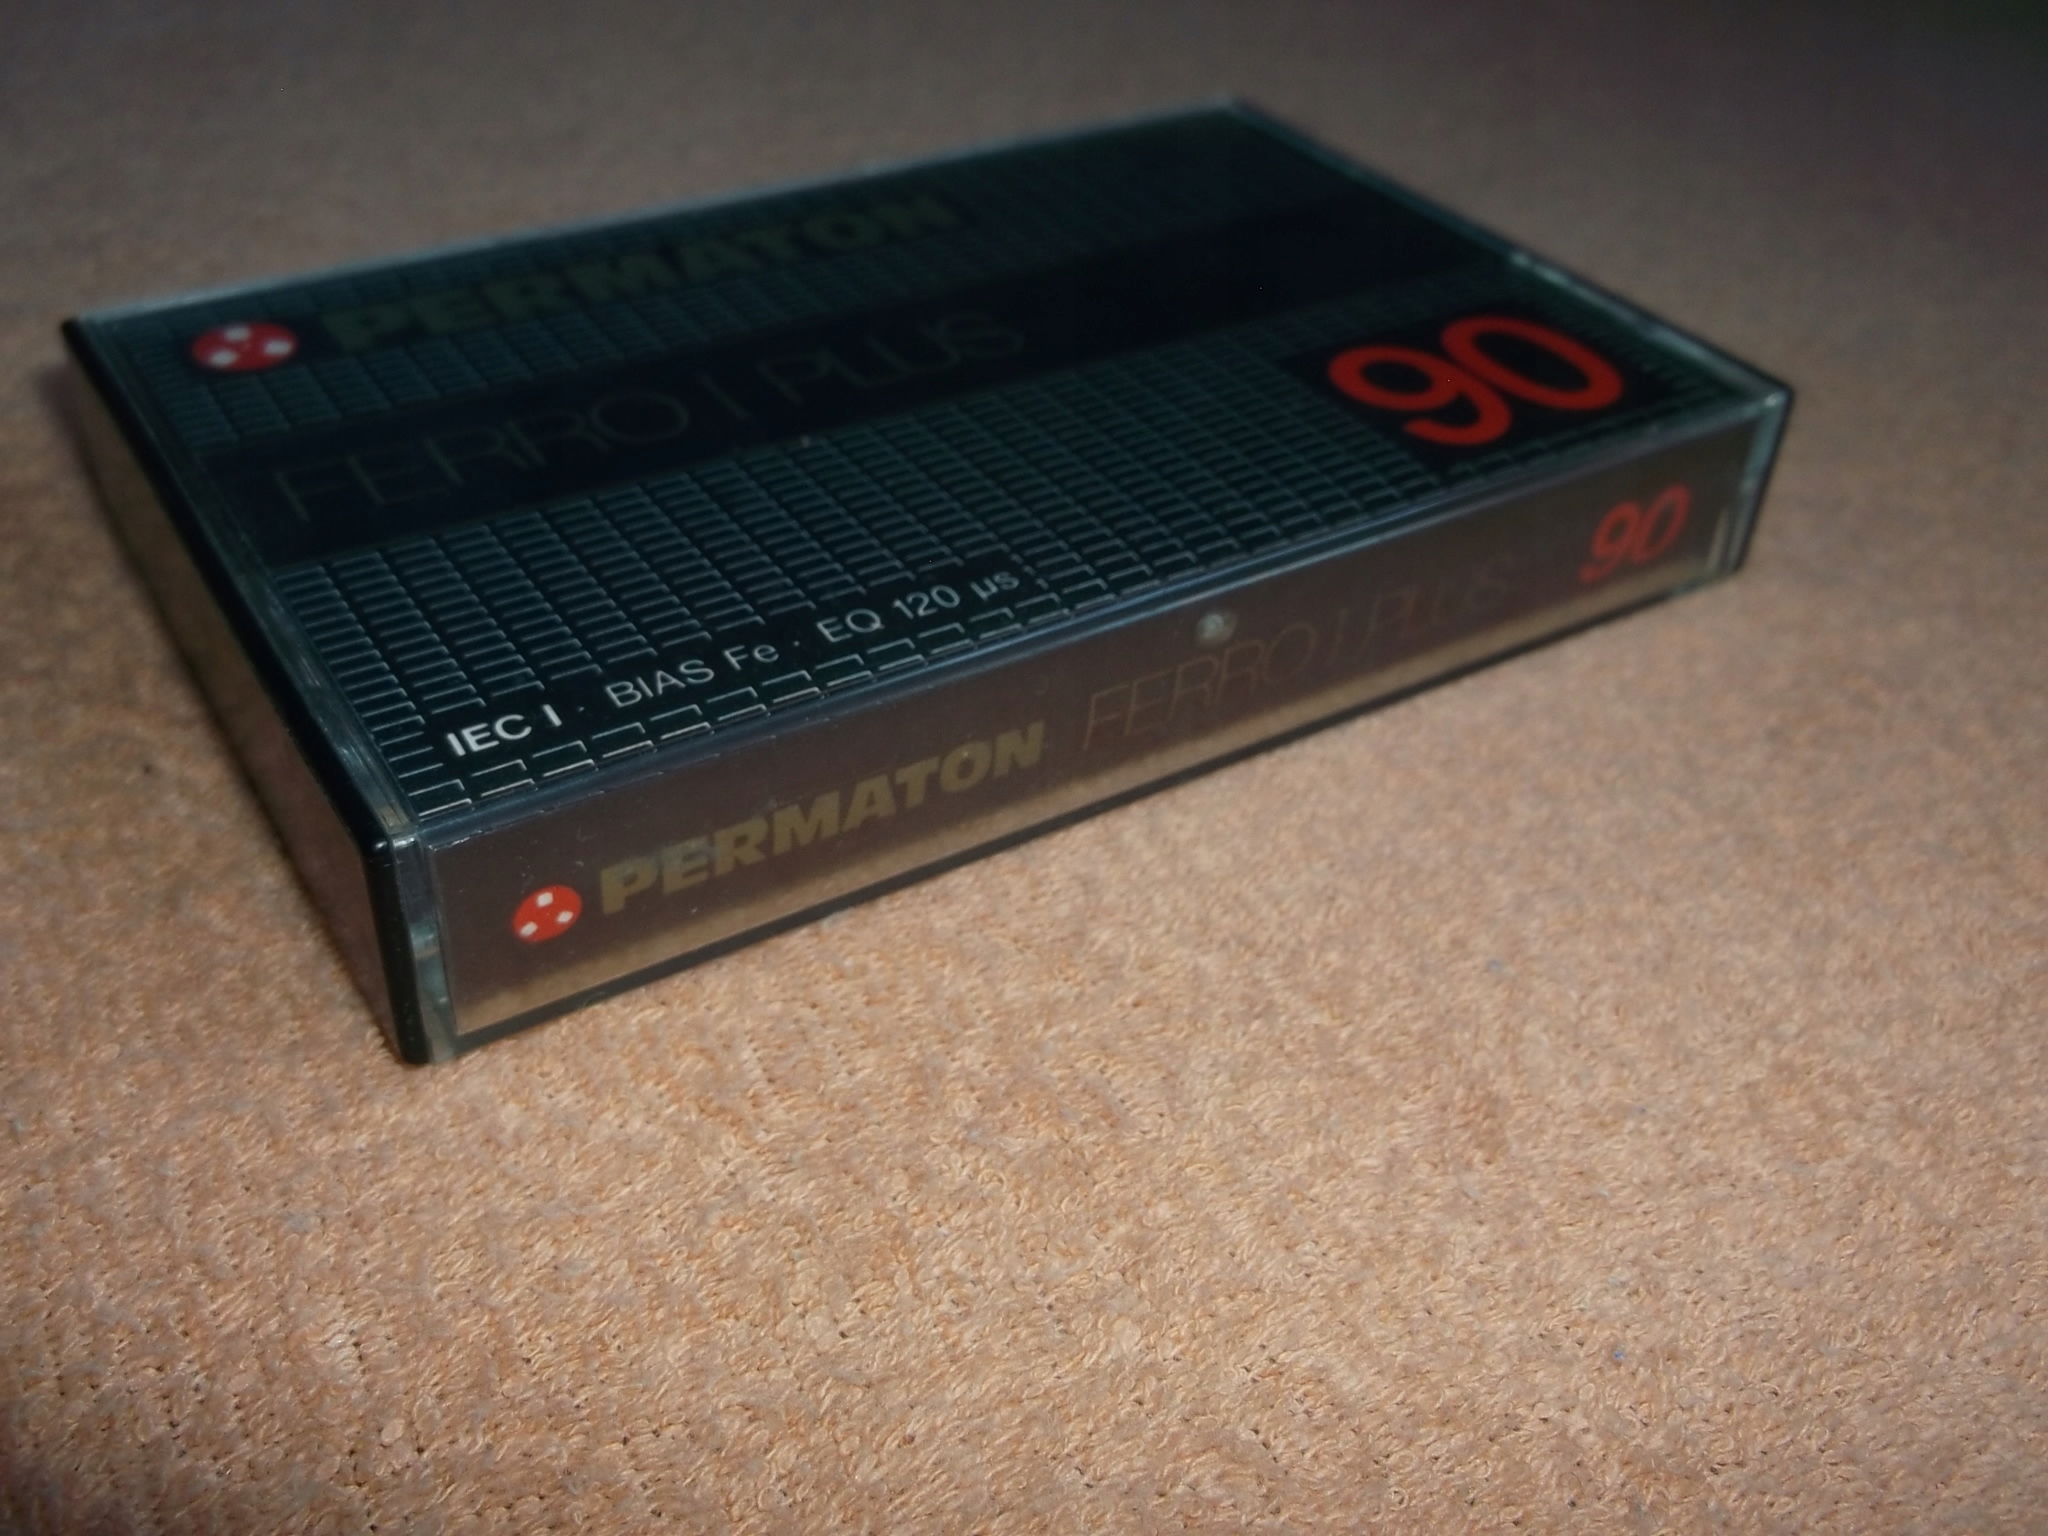 PERMATON
FERRO I PLUS
90
IEC I · BIAS Fe · EQ 120 µs
PERMATON FERRO I PLUS 90